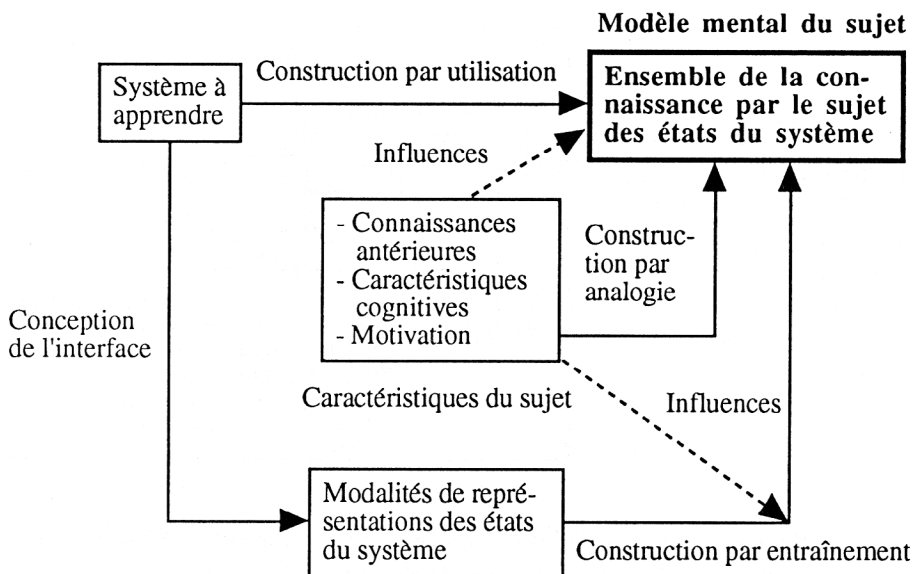 Modèle mental du sujet
Système à
apprendre
Construction par utilisation
Ensemble de la con-
naissance par le sujet
des états du système
Influences
- Connaissances
antérieures
- Caractéristiques
cognitives
- Motivation
Construc-
tion par
analogie
Conception
de l'interface
Caractéristiques du sujet
Influences
Modalités de repré-
sentations des états
du système
Construction par entraînement